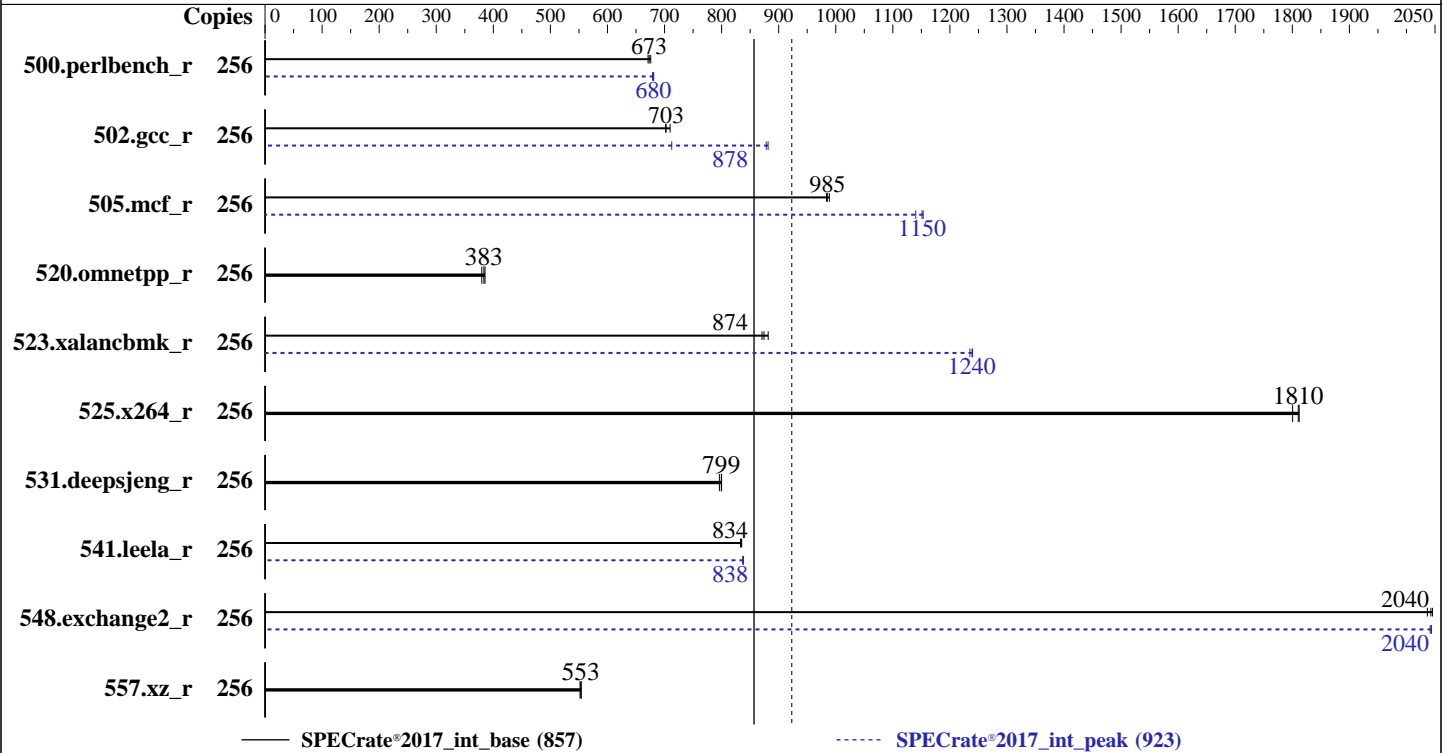 Copies 0 100 200 300 400 500 600 700 800 900 1000 1100 1200 1300 1400 1500 1600 1700 1800 1900 2050
673
500.perlbench_r 256
680
703
502.gcc_r 256
878
985
505.mcf_r 256
1150
383
520.omnetpp_r 256
874
523.xalancbmk_r 256
1240
1810
525.x264_r 256
799
531.deepsjeng_r 256
834
541.leela_r 256
838
2040
548.exchange2_r 256
2040
553
557.xz_r 256
SPECrate®2017_int_base (857) SPECrate®2017_int_peak (923)